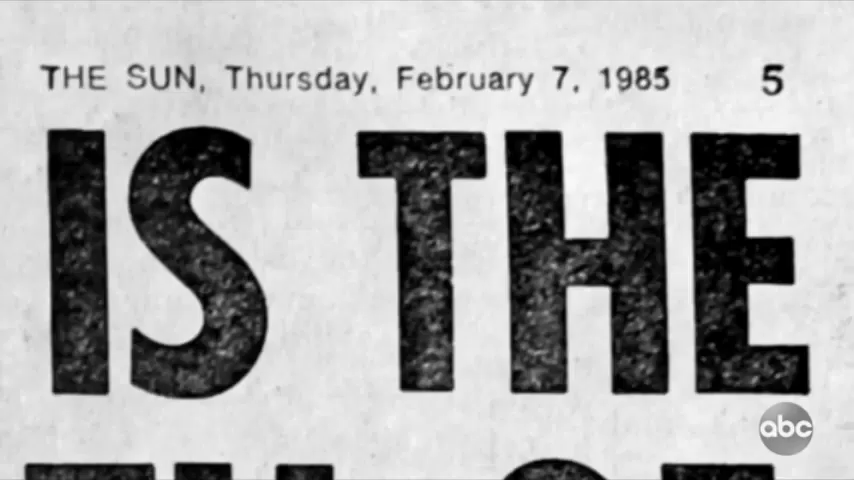 THE SUN, Thursday, February 7, 1985 5
IS THE
abc